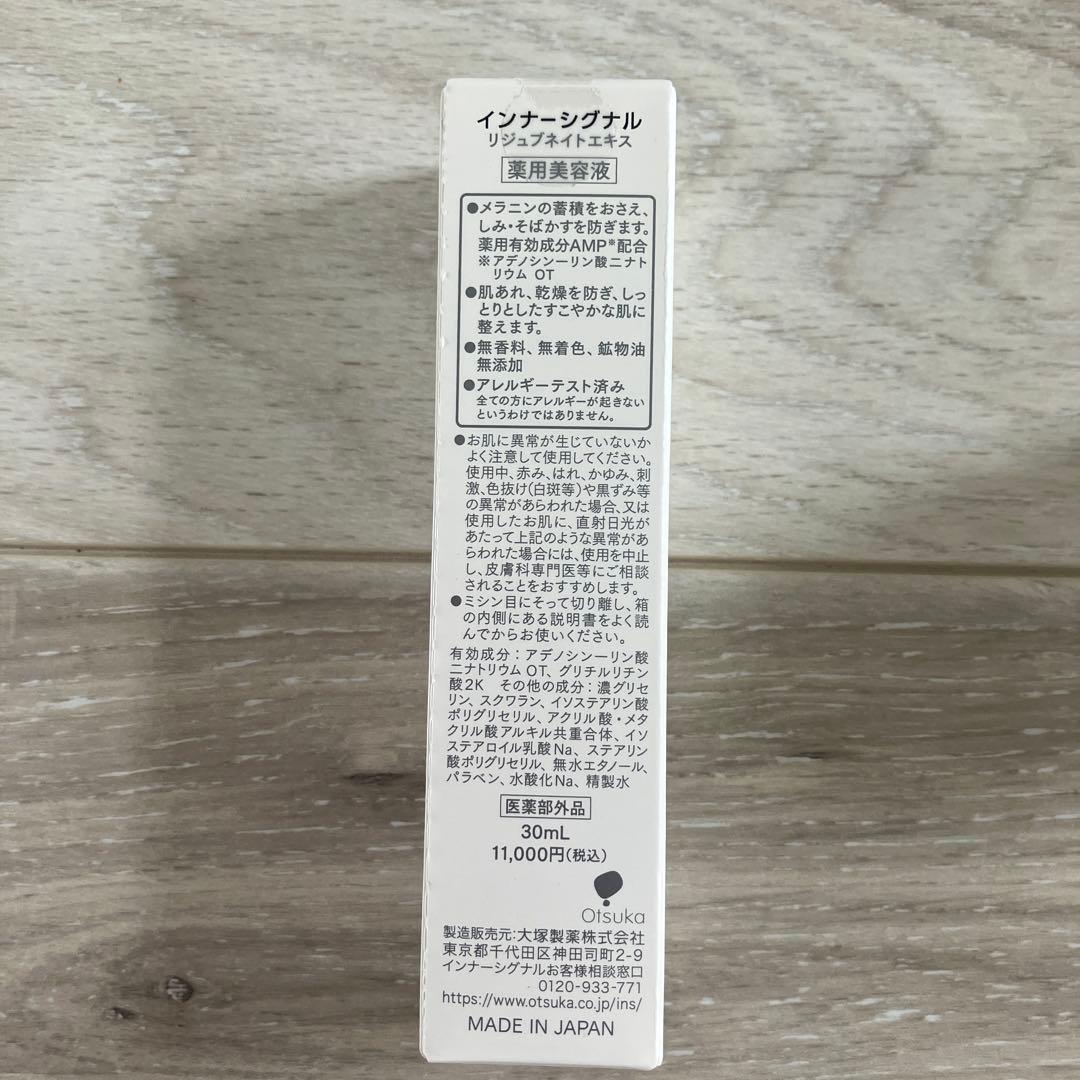 インナーシグナル
リジュブネイトエキス
薬用美容液
●メラニンの蓄積をおさえ、
しみ・そばかすを防ぎます。
薬用有効成分AMP※配合
※アデノシン一リン酸二ナト
リウム OT
●肌あれ、乾燥を防ぎ、しっ
とりとしたすこやかな肌に
整えます。
●無香料、無着色、鉱物油
無添加
●アレルギーテスト済み
全ての方にアレルギーが起きない
というわけではありません。
●お肌に異常が生じていないか
よく注意して使用してください。
使用中、赤み、はれ、かゆみ、刺
激、色抜け(白斑等)や黒ずみ等
の異常があらわれた場合、又は
使用したお肌に、直射日光が
あたって上記のような異常があ
らわれた場合には、使用を中止
し、皮膚科専門医等にご相談
されることをおすすめします。
●ミシン目にそって切り離し、箱
の内側にある説明書をよく読
んでからお使いください。
有効成分：アデノシン一リン酸
二ナトリウム OT、グリチルリチン
酸2K その他の成分：濃グリセ
リン、スクワラン、イソステアリン酸
ポリグリセリル、アクリル酸・メタ
クリル酸アルキル共重合体、イソ
ステアロイル乳酸Na、ステアリン
酸ポリグリセリル、無水エタノール、
パラベン、水酸化Na、精製水
医薬部外品
30mL
11,000円(税込)
Otsuka
製造販売元：大塚製薬株式会社
東京都千代田区神田司町2-9
インナーシグナルお客様相談窓口
0120-933-771
https://www.otsuka.co.jp/ins/
MADE IN JAPAN